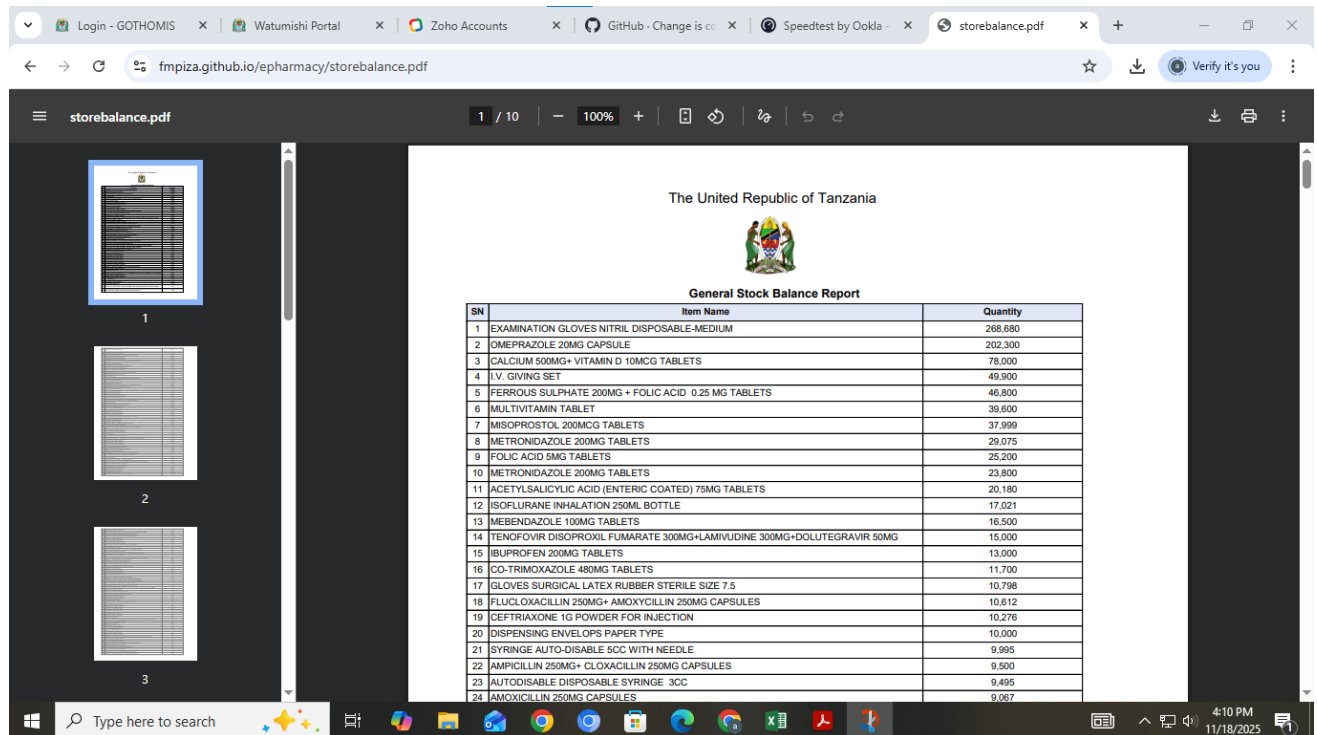 Login - GOTHOMIS
Watumishi Portal
Zoho Accounts
GitHub · Change is cc
Speedtest by Ookla -
storebalance.pdf
fmpiza.github.io/epharmacy/storebalance.pdf
Verify it's you
storebalance.pdf
1 / 10
100%
1
2
3
The United Republic of Tanzania
General Stock Balance Report
SN Item Name Quantity
1 EXAMINATION GLOVES NITRIL DISPOSABLE-MEDIUM 268,680
2 OMEPRAZOLE 20MG CAPSULE 202,300
3 CALCIUM 500MG+ VITAMIN D 10MCG TABLETS 78,000
4 I.V. GIVING SET 49,900
5 FERROUS SULPHATE 200MG + FOLIC ACID 0.25 MG TABLETS 46,800
6 MULTIVITAMIN TABLET 39,600
7 MISOPROSTOL 200MCG TABLETS 37,999
8 METRONIDAZOLE 200MG TABLETS 29,075
9 FOLIC ACID 5MG TABLETS 25,200
10 METRONIDAZOLE 200MG TABLETS 23,800
11 ACETYLSALICYLIC ACID (ENTERIC COATED) 75MG TABLETS 20,180
12 ISOFLURANE INHALATION 250ML BOTTLE 17,021
13 MEBENDAZOLE 100MG TABLETS 16,500
14 TENOFOVIR DISOPROXIL FUMARATE 300MG+LAMIVUDINE 300MG+DOLUTEGRAVIR 50MG 15,000
15 IBUPROFEN 200MG TABLETS 13,000
16 CO-TRIMOXAZOLE 480MG TABLETS 11,700
17 GLOVES SURGICAL LATEX RUBBER STERILE SIZE 7.5 10,798
18 FLUCLOXACILLIN 250MG+ AMOXYCILLIN 250MG CAPSULES 10,612
19 CEFTRIAXONE 1G POWDER FOR INJECTION 10,276
20 DISPENSING ENVELOPS PAPER TYPE 10,000
21 SYRINGE AUTO-DISABLE 5CC WITH NEEDLE 9,995
22 AMPICILLIN 250MG+ CLOXACILLIN 250MG CAPSULES 9,500
23 AUTODISABLE DISPOSABLE SYRINGE 3CC 9,495
24 AMOXICILLIN 250MG CAPSULES 9,067
Type here to search
4:10 PM
11/18/2025
1